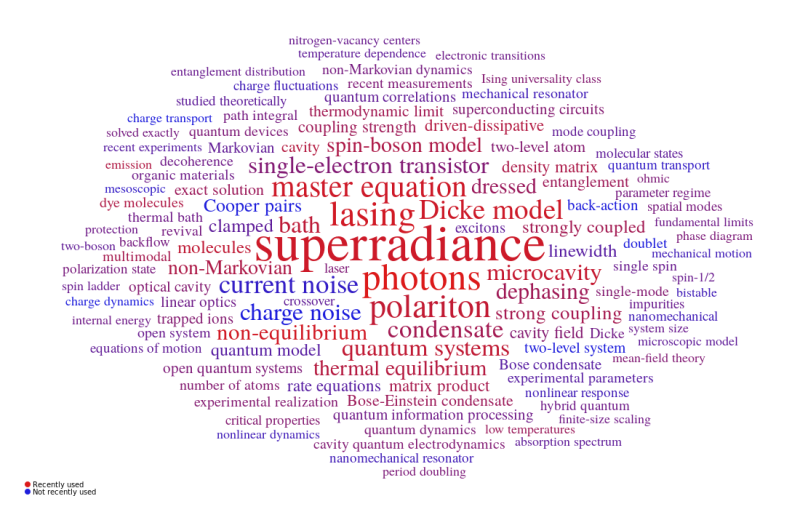 nitrogen-vacancy centers
temperature dependence electronic transitions
entanglement distribution non-Markovian dynamics Ising universality class
charge fluctuations recent measurements
studied theoretically quantum correlations mechanical resonator
charge transport path integral thermodynamic limit superconducting circuits
solved exactly quantum devices coupling strength driven-dissipative mode coupling
recent experiments Markovian cavity spin-boson model two-level atom molecular states
emission decoherence single-electron transistor density matrix quantum transport
organic materials ohmic
mesoscopic exact solution master equation dressed entanglement parameter regime
dye molecules Cooper pairs lasing Dicke model back-action spatial modes
thermal bath fundamental limits
protection revival clamped bath excitons strongly coupled phase diagram
two-boson backflow molecules superradiance linewidth doublet mechanical motion
multimodal
polarization state non-Markovian laser photons microcavity single spin spin-1/2
spin ladder optical cavity current noise dephasing single-mode bistable
charge dynamics linear optics crossover polariton impurities
internal energy trapped ions charge noise strong coupling nanomechanical
open system non-equilibrium condensate cavity field Dicke system size
equations of motion quantum model quantum systems two-level system microscopic model
mean-field theory
open quantum systems thermal equilibrium Bose condensate
number of atoms rate equations matrix product experimental parameters
nonlinear response
experimental realization Bose-Einstein condensate hybrid quantum
critical properties quantum information processing finite-size scaling
nonlinear dynamics quantum dynamics low temperatures
cavity quantum electrodynamics absorption spectrum
nanomechanical resonator
period doubling
Recently used
Not recently used